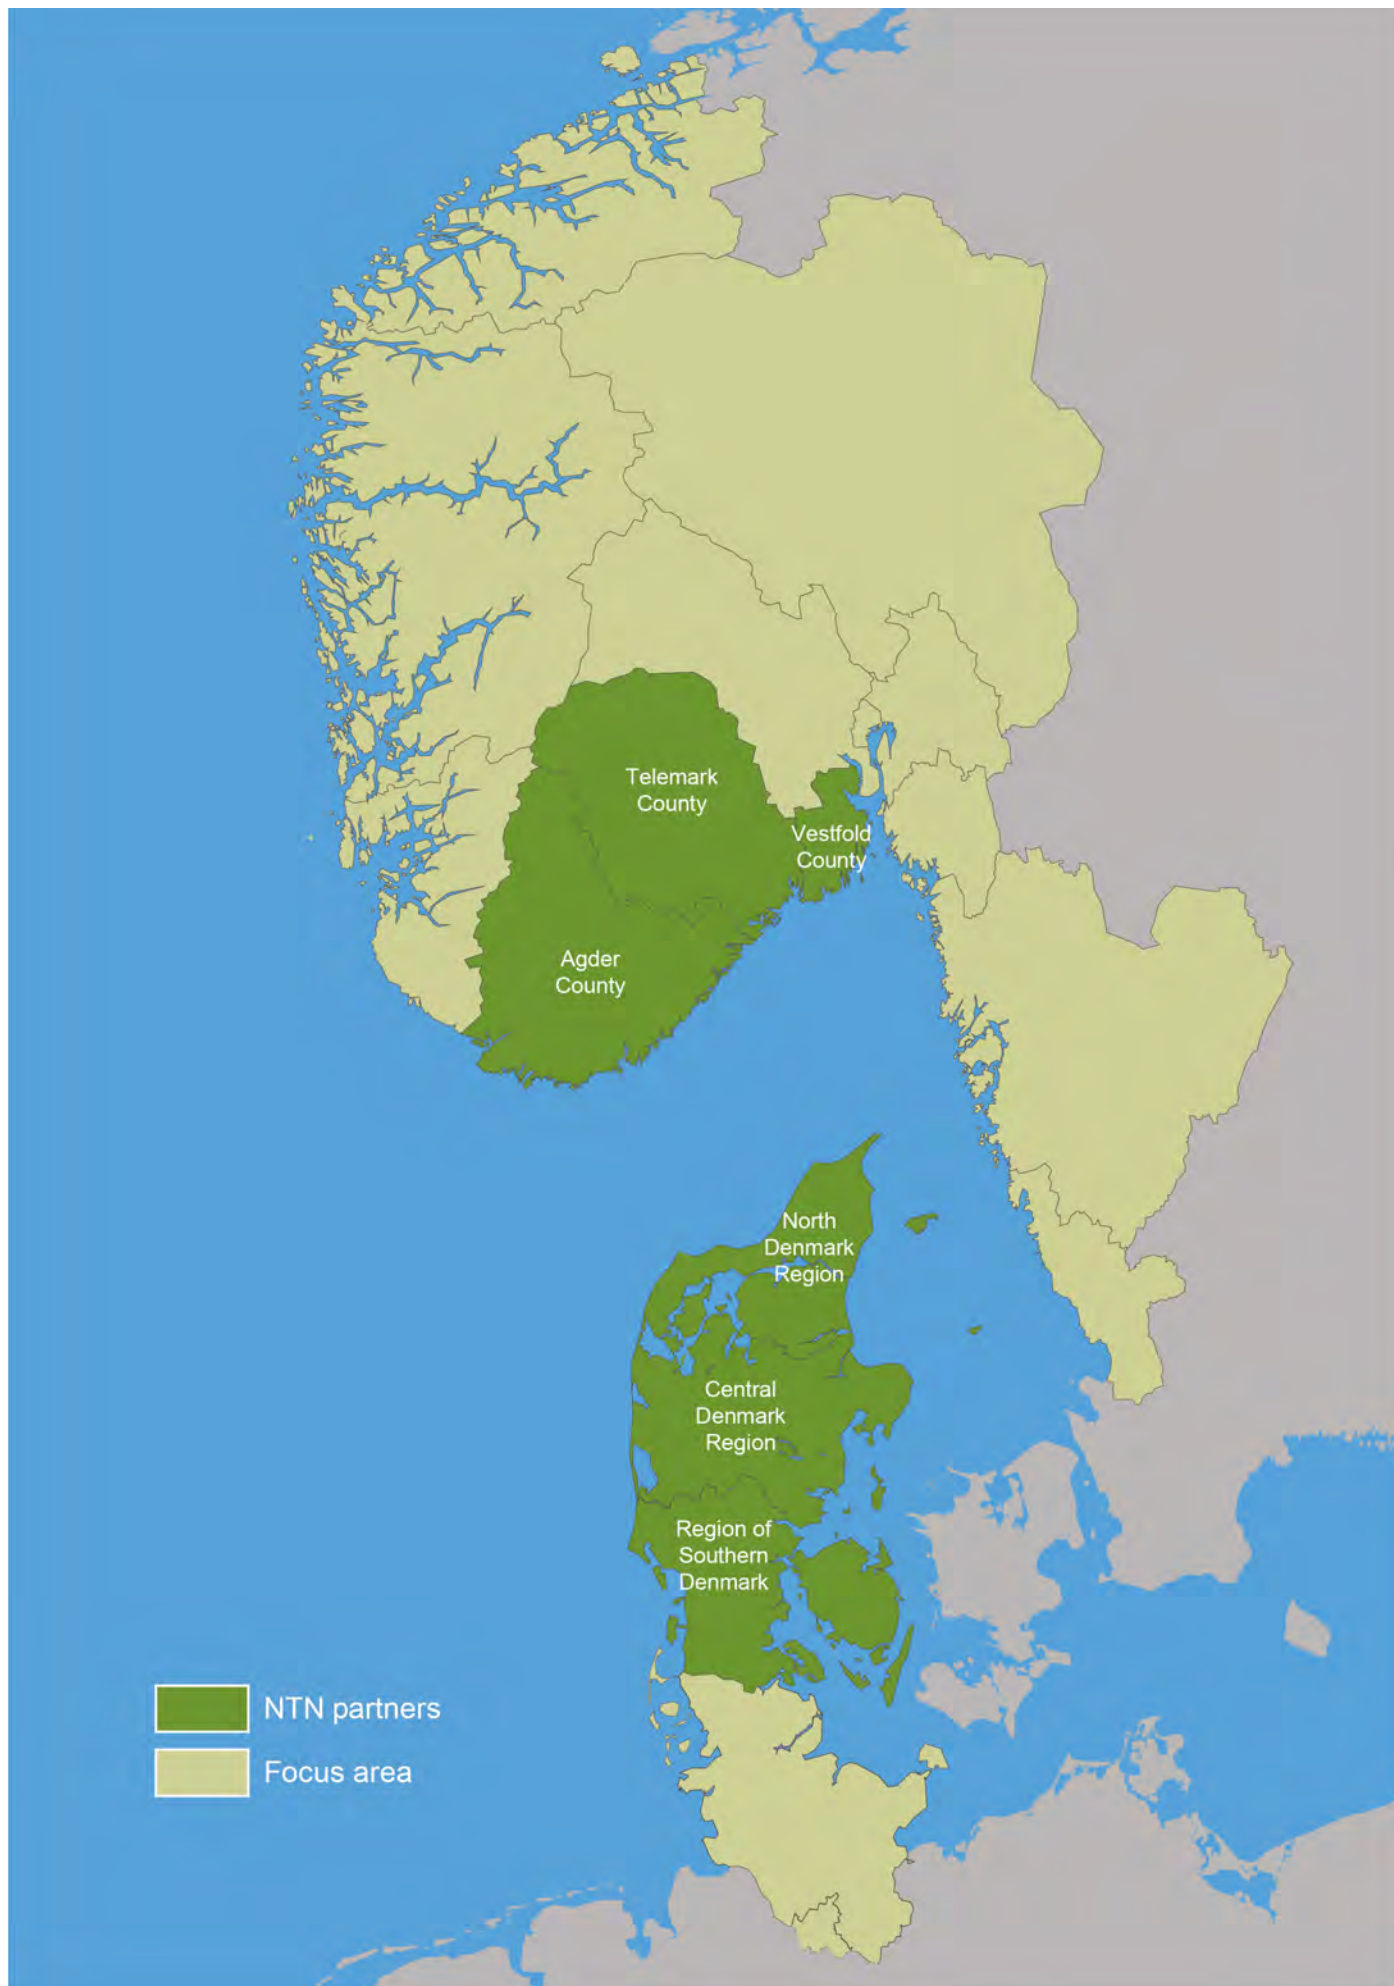 Telemark
County
Vestfold
County
Agder
County
North
Denmark
Region
Central
Denmark
Region
Region of
Southern
Denmark
NTN partners
Focus area